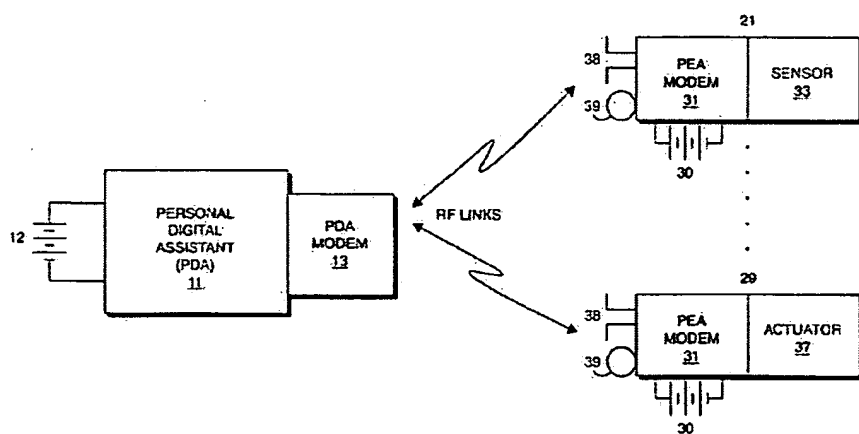 12
PERSONAL
DIGITAL
ASSISTANT
(PDA)
11
PDA
MODEM
13
RF LINKS
21
38
39
PEA
MODEM
31
SENSOR
33
30
29
38
39
PEA
MODEM
31
ACTUATOR
37
30